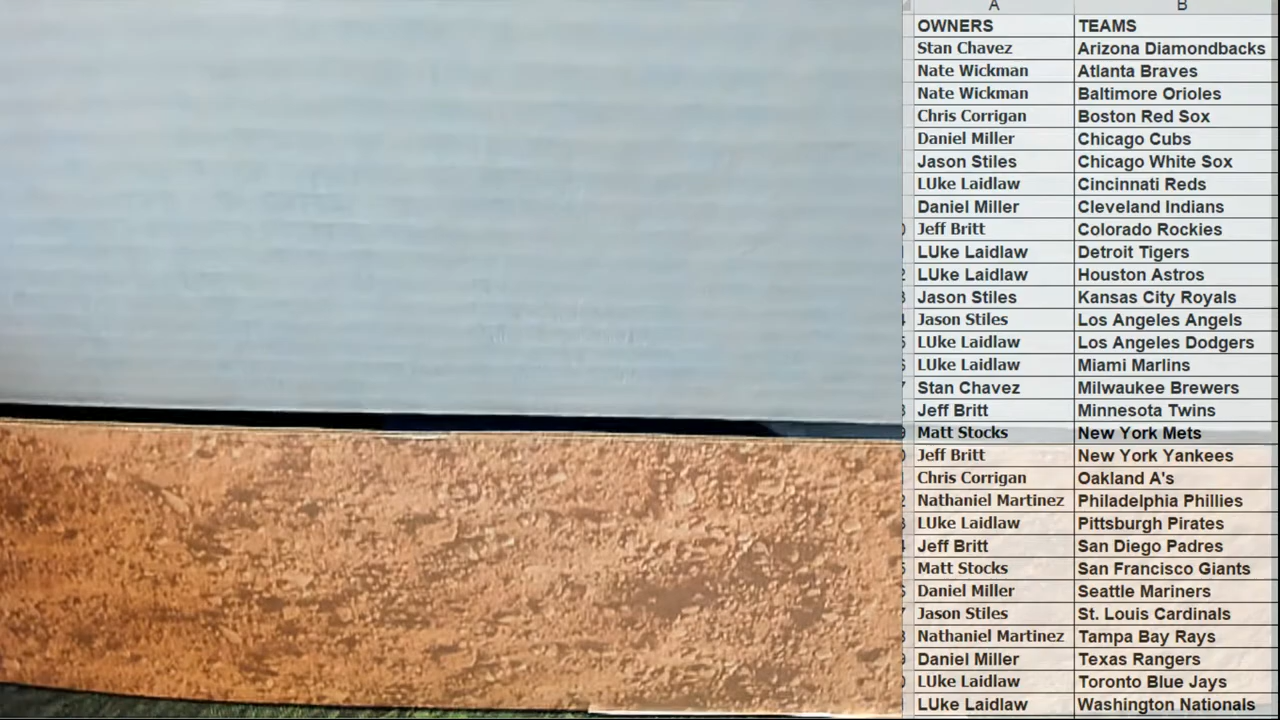 A B
OWNERS TEAMS
Stan Chavez Arizona Diamondbacks
Nate Wickman Atlanta Braves
Nate Wickman Baltimore Orioles
Chris Corrigan Boston Red Sox
Daniel Miller Chicago Cubs
Jason Stiles Chicago White Sox
LUke Laidlaw Cincinnati Reds
Daniel Miller Cleveland Indians
Jeff Britt Colorado Rockies
LUke Laidlaw Detroit Tigers
LUke Laidlaw Houston Astros
Jason Stiles Kansas City Royals
Jason Stiles Los Angeles Angels
LUke Laidlaw Los Angeles Dodgers
LUke Laidlaw Miami Marlins
Stan Chavez Milwaukee Brewers
Jeff Britt Minnesota Twins
Matt Stocks New York Mets
Jeff Britt New York Yankees
Chris Corrigan Oakland A's
Nathaniel Martinez Philadelphia Phillies
LUke Laidlaw Pittsburgh Pirates
Jeff Britt San Diego Padres
Matt Stocks San Francisco Giants
Daniel Miller Seattle Mariners
Jason Stiles St. Louis Cardinals
Nathaniel Martinez Tampa Bay Rays
Daniel Miller Texas Rangers
LUke Laidlaw Toronto Blue Jays
LUke Laidlaw Washington Nationals